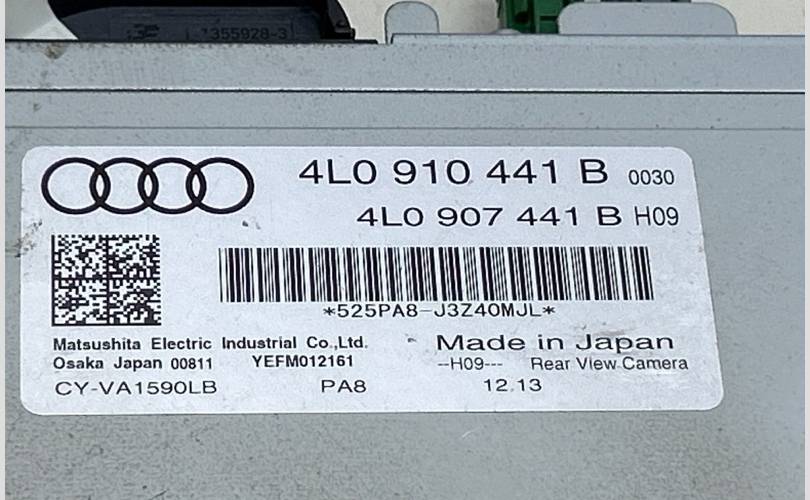 1-1355928-3
4L0 910 441 B 0030
4L0 907 441 B H09
*525PA8-J3Z40MJL*
Matsushita Electric Industrial Co.,Ltd.
Made in Japan
Osaka Japan 00811 YEFM012161
--H09--- Rear View Camera
CY-VA1590LB PA8 12.13